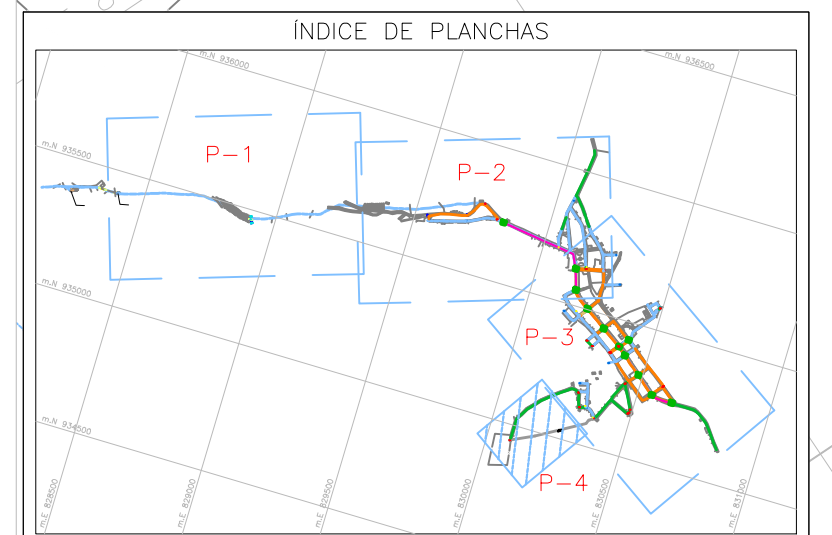 ÍNDICE DE PLANCHAS
m.N 936000
m.N 936500
m.N 935500
P-1
P-2
m.N 935000
P-3
m.N 934500
P-4
m.E 828500
m.E 829000
m.E 829500
m.E 830000
m.E 830500
m.E 831000